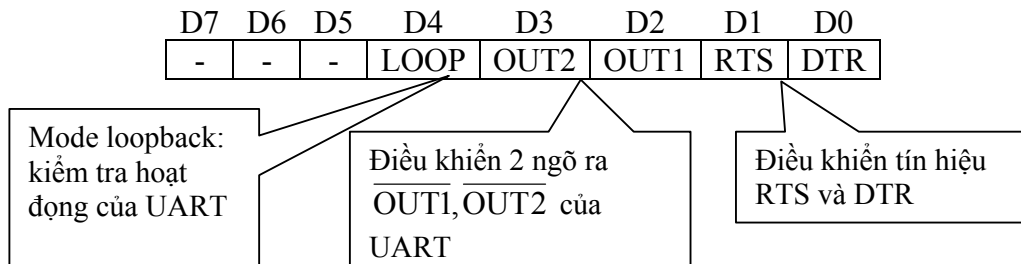 D7 D6 D5 D4 D3 D2 D1 D0
- - - LOOP OUT2 OUT1 RTS DTR
Mode loopback:
kiểm tra hoạt
đọng của UART
Điều khiển 2 ngõ ra
OUT1, OUT2 của
UART
Điều khiển tín hiệu
RTS và DTR